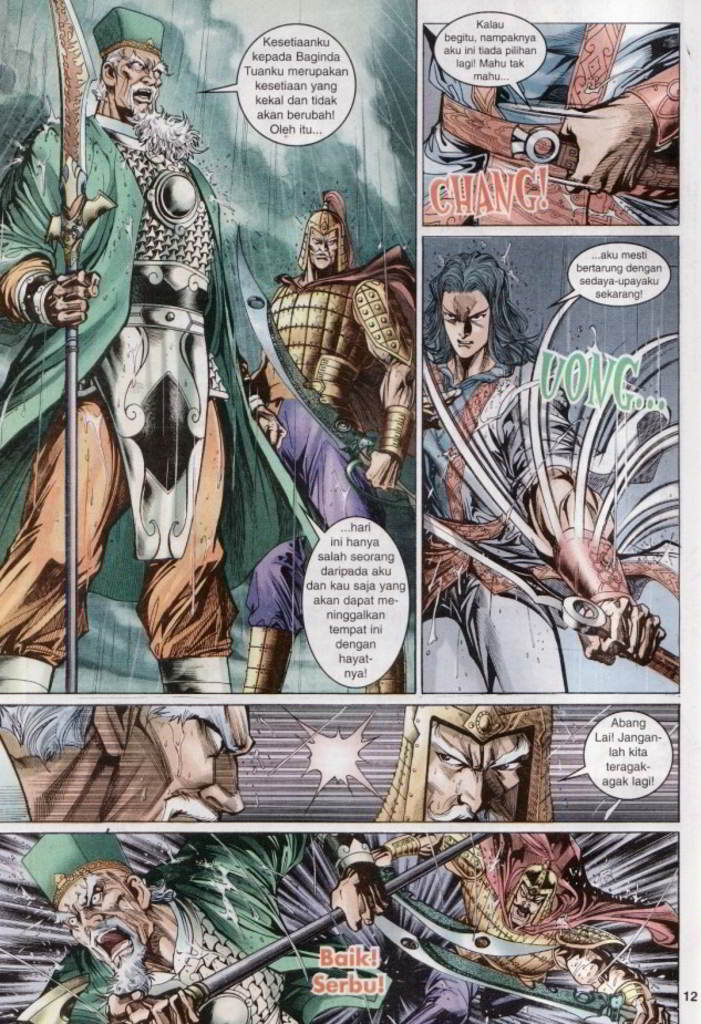 Kesetiaanku
kepada Baginda
Tuanku merupakan
kesetiaan yang
kekal dan tidak
akan berubah!
Oleh itu...
...hari
ini hanya
salah seorang
daripada aku
dan kau saja yang
akan dapat me-
ninggalkan
tempat ini
dengan
hayat-
nya!
Kalau
begitu, nampaknya
aku ini tiada pilihan
lagi! Mahu tak
mahu...
CHANG!
...aku mesti
bertarung dengan
sedaya-upayaku
sekarang!
UONG...
Abang
Lai! Jangan-
lah kita
teragak-
agak lagi!
Baik!
Serbu!
12